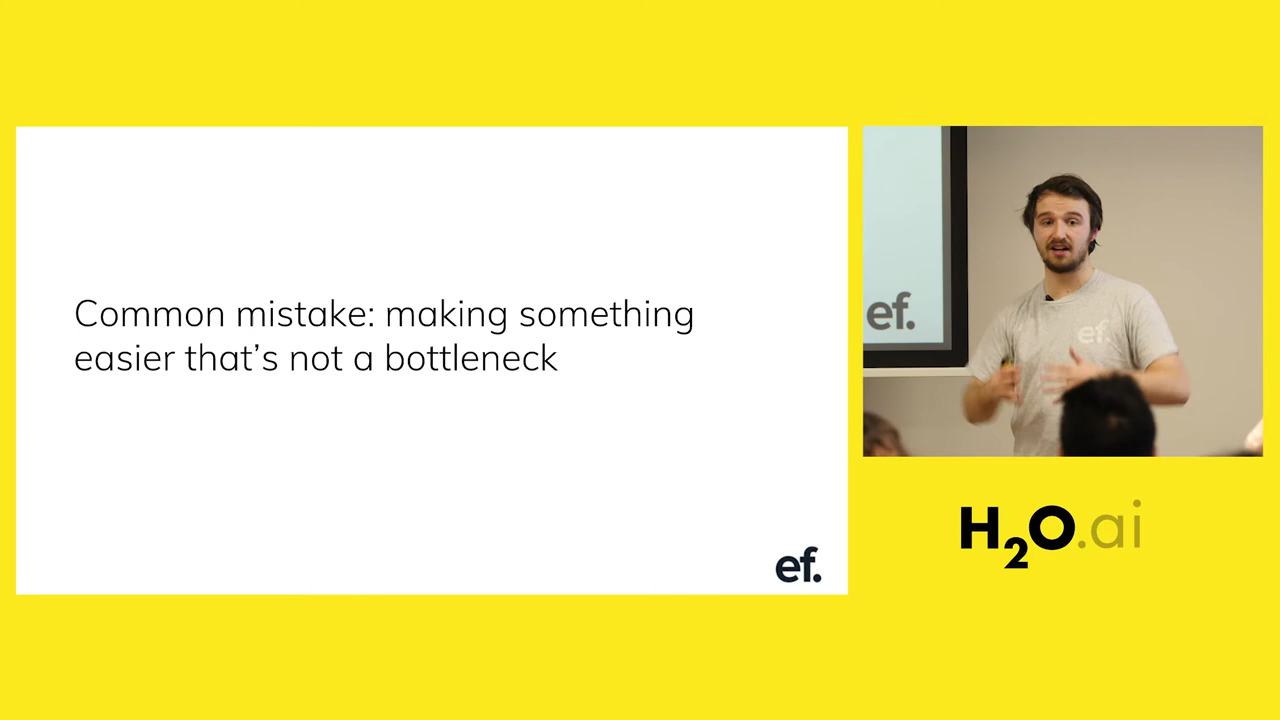 Common mistake: making something
easier that's not a bottleneck
ef.
ef.
ef.
H2O.ai